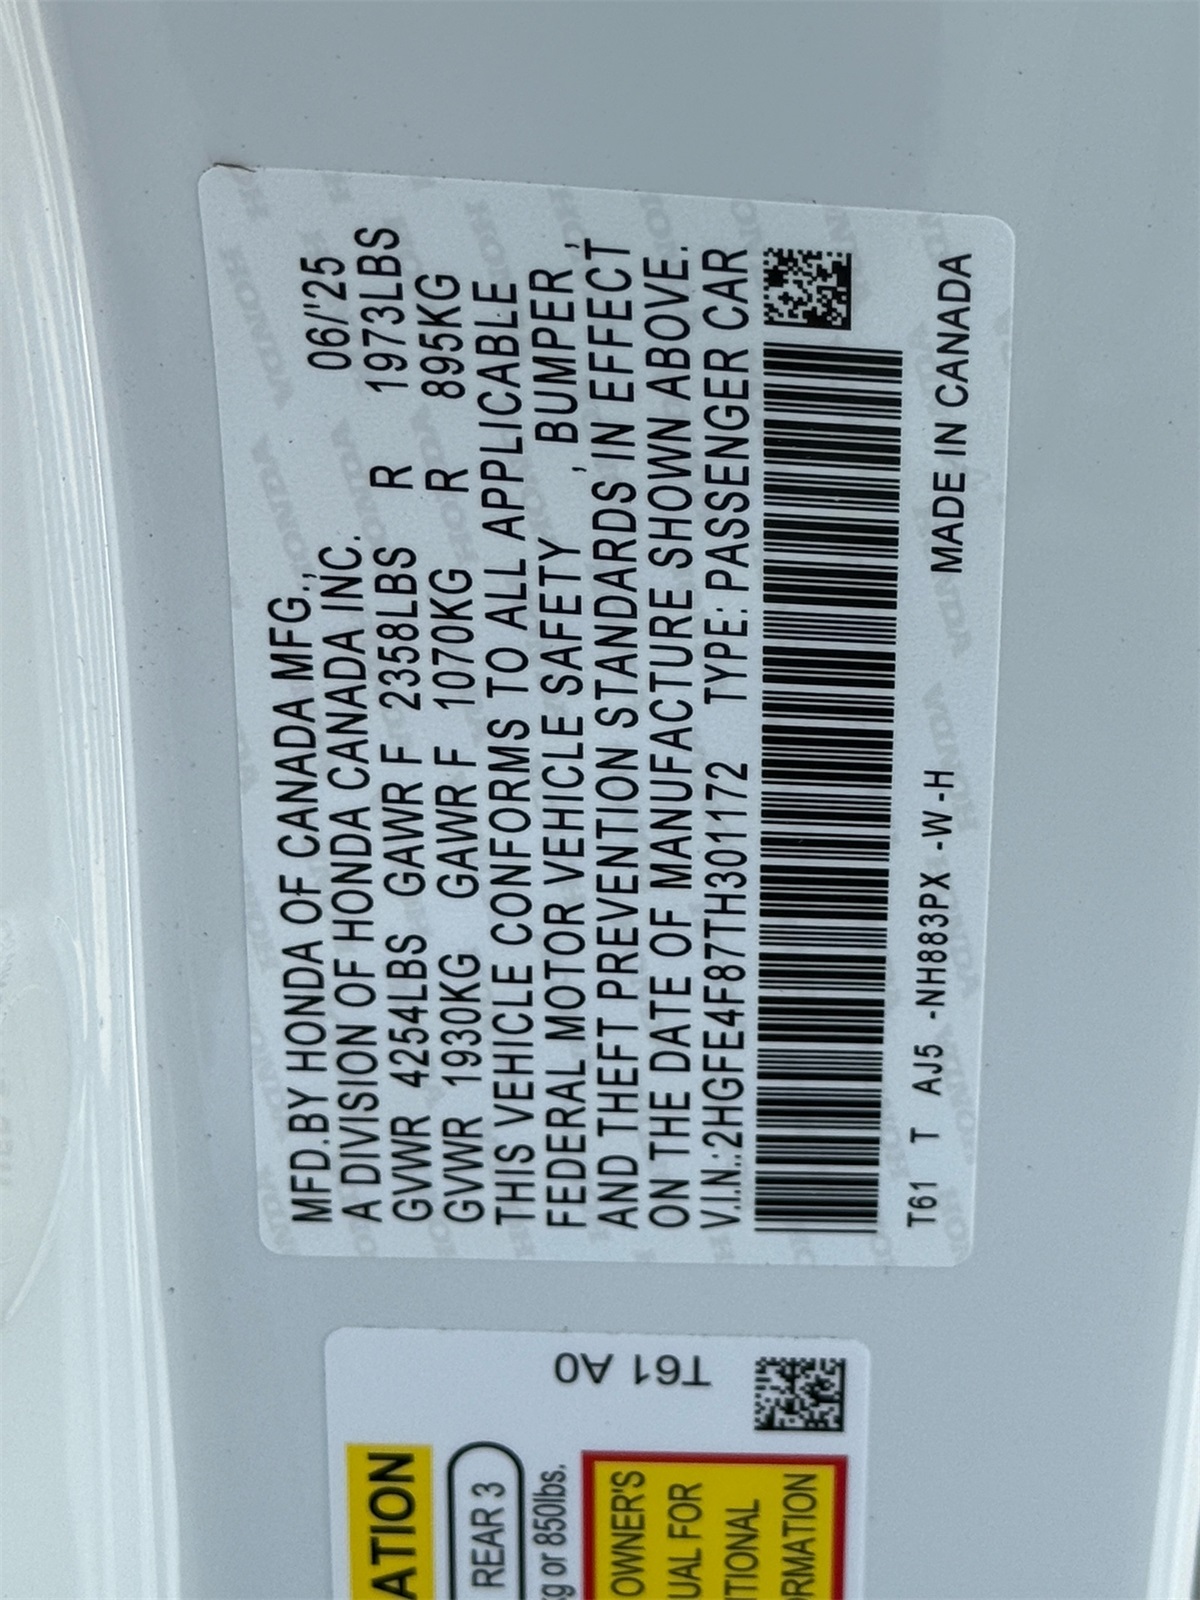 MFD.BY HONDA OF CANADA MFG.,
A DIVISION OF HONDA CANADA INC. 06/'25
GVWR 4254LBS GAWR F 2358LBS R 1973LBS
GVWR 1930KG GAWR F 1070KG R 895KG
THIS VEHICLE CONFORMS TO ALL APPLICABLE
FEDERAL MOTOR VEHICLE SAFETY , BUMPER ,
AND THEFT PREVENTION STANDARDS IN EFFECT
ON THE DATE OF MANUFACTURE SHOWN ABOVE.
V.I.N.:2HGFE4F87TH301172 TYPE: PASSENGER CAR
T61 T AJ5 -NH883PX -W -H MADE IN CANADA
T61 A0
ATION
REAR 3
kg or 850lbs.
OWNER'S
UAL FOR
ITIONAL
ORMATION